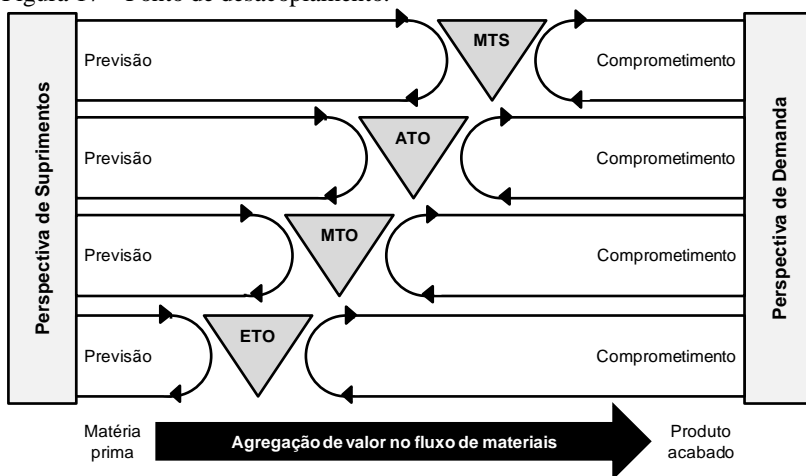 Figura – Ponto de desacoplamento.
Perspectiva de Suprimentos
Previsão
MTS
Comprometimento
Previsão
ATO
Comprometimento
Previsão
MTO
Comprometimento
Previsão
ETO
Comprometimento
Perspectiva de Demanda
Matéria
prima
Agregação de valor no fluxo de materiais
Produto
acabado